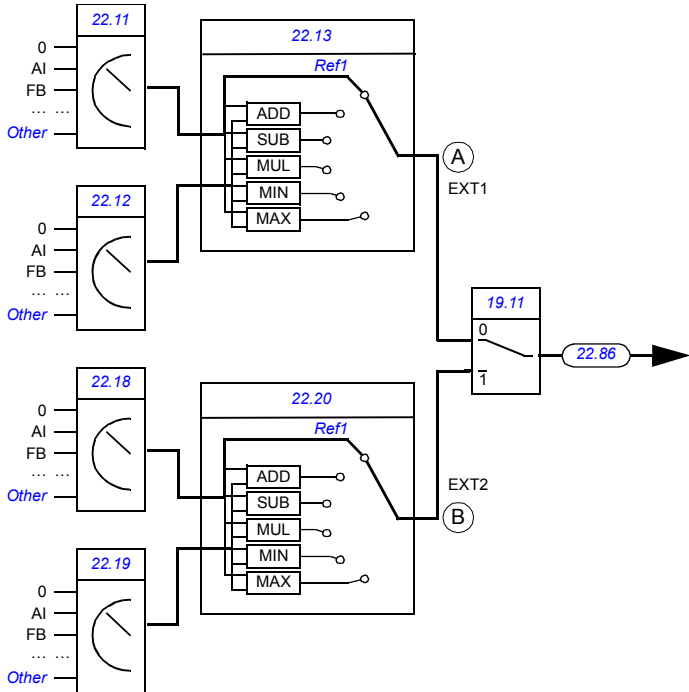 22.11
0
AI
FB
... ...
Other
22.12
0
AI
FB
... ...
Other
22.13
Ref1
ADD
SUB
MUL
MIN
MAX
A
EXT1
19.11
0
1
22.86
22.18
0
AI
FB
... ...
Other
22.19
0
AI
FB
... ...
Other
22.20
Ref1
ADD
SUB
MUL
MIN
MAX
EXT2
B